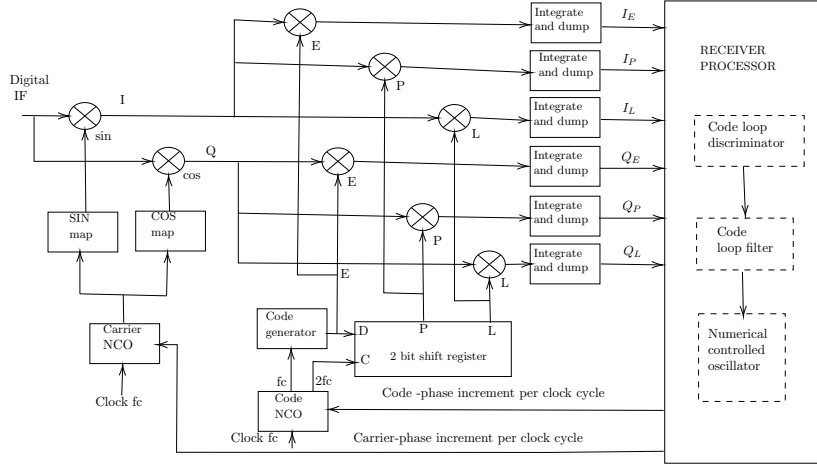 Integrate
and dump
I_E
E
Integrate
and dump
I_P
P
RECEIVER
PROCESSOR
Digital
IF
I
sin
Integrate
and dump
I_L
L
Code loop
discriminator
Q
cos
Integrate
and dump
Q_E
E
SIN
map
COS
map
Integrate
and dump
Q_P
P
Code
loop filter
Integrate
and dump
Q_L
L
E
Code
generator
D
P
L
C
2 bit shift register
Carrier
NCO
Numerical
controlled
oscillator
fc
2fc
Clock fc
Code
NCO
Code -phase increment per clock cycle
Clock fc
Carrier-phase increment per clock cycle